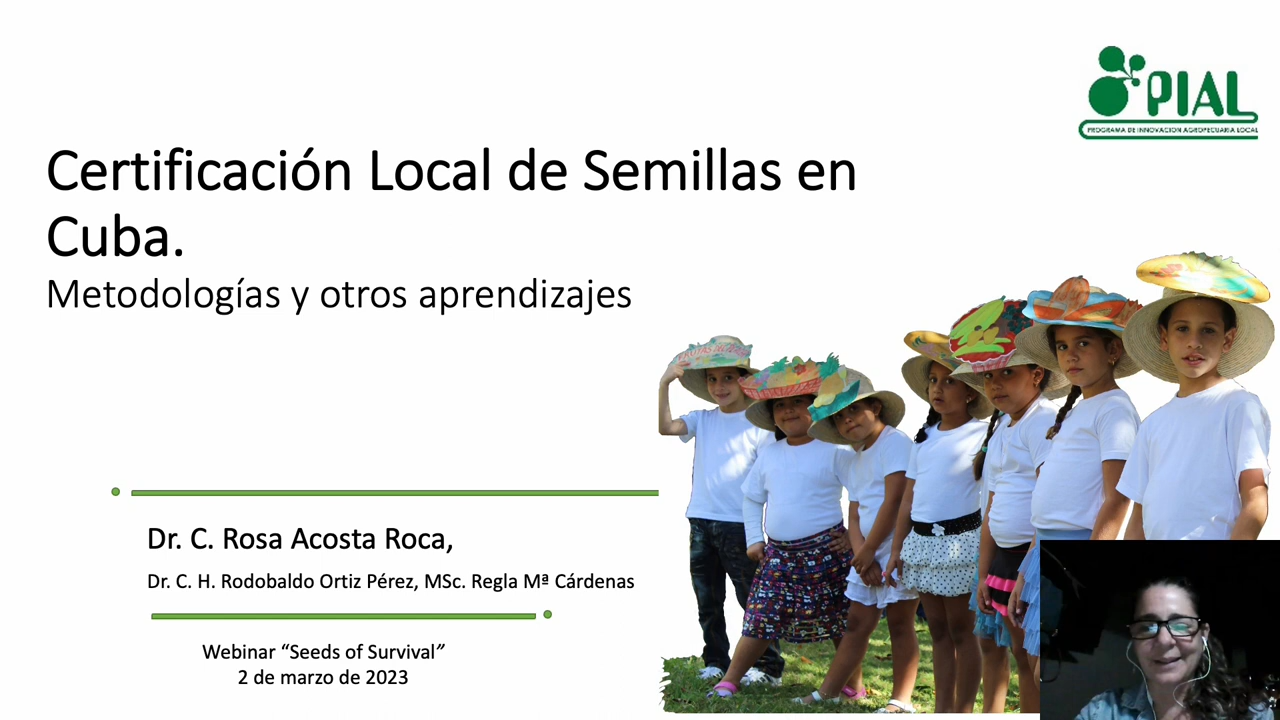 PIAL
PROGRAMA DE INNOVACION AGROPECUARIA LOCAL
Certificación Local de Semillas en
Cuba.
Metodologías y otros aprendizajes
Dr. C. Rosa Acosta Roca,
Dr. C. H. Rodobaldo Ortiz Pérez, MSc. Regla Mª Cárdenas
Webinar “Seeds of Survival”
2 de marzo de 2023